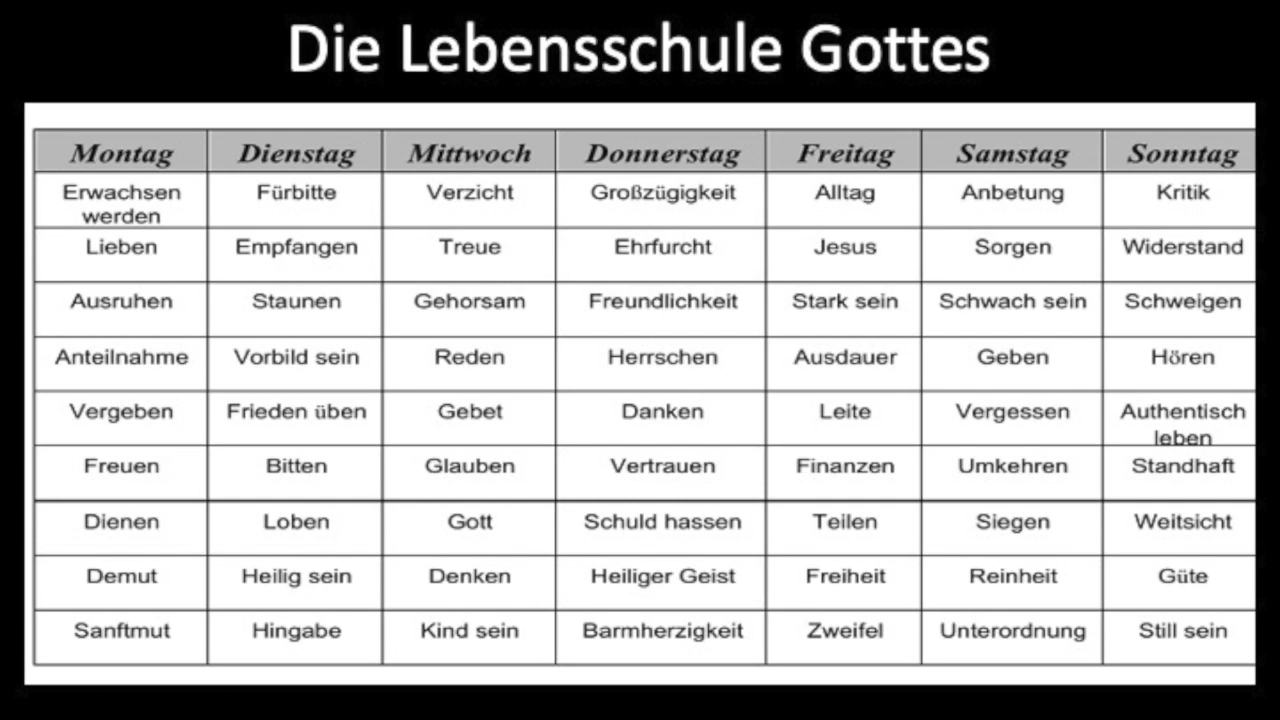 Die Lebensschule Gottes
Montag Dienstag Mittwoch Donnerstag Freitag Samstag Sonntag
Erwachsen Fürbitte Verzicht Großzügigkeit Alltag Anbetung Kritik
werden
Lieben Empfangen Treue Ehrfurcht Jesus Sorgen Widerstand
Ausruhen Staunen Gehorsam Freundlichkeit Stark sein Schwach sein Schweigen
Anteilnahme Vorbild sein Reden Herrschen Ausdauer Geben Hören
Vergeben Frieden üben Gebet Danken Leite Vergessen Authentisch
leben
Freuen Bitten Glauben Vertrauen Finanzen Umkehren Standhaft
Dienen Loben Gott Schuld hassen Teilen Siegen Weitsicht
Demut Heilig sein Denken Heiliger Geist Freiheit Reinheit Güte
Sanftmut Hingabe Kind sein Barmherzigkeit Zweifel Unterordnung Still sein